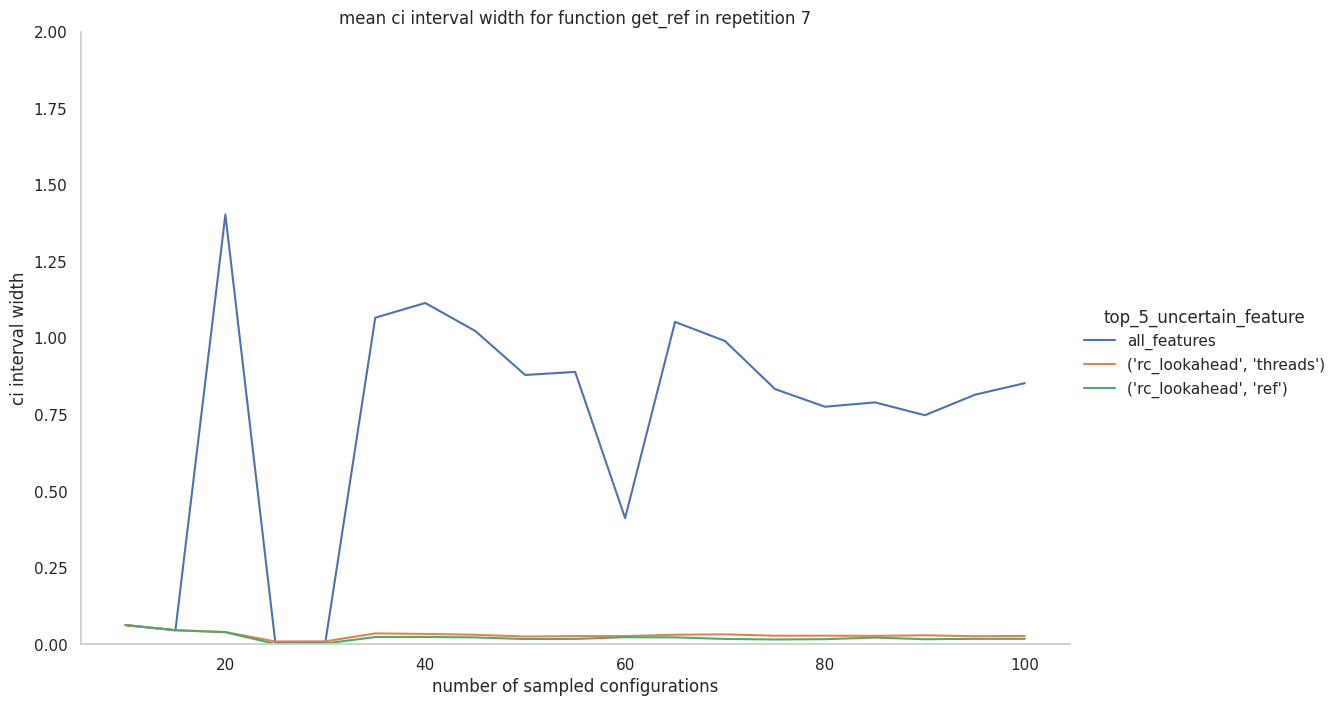 mean ci interval width for function get_ref in repetition 7
2.00
1.75
1.50
1.25
1.00
0.75
0.50
0.25
0.00
ci interval width
20
40
60
80
100
number of sampled configurations
top_5_uncertain_feature
all_features
('rc_lookahead', 'threads')
('rc_lookahead', 'ref')